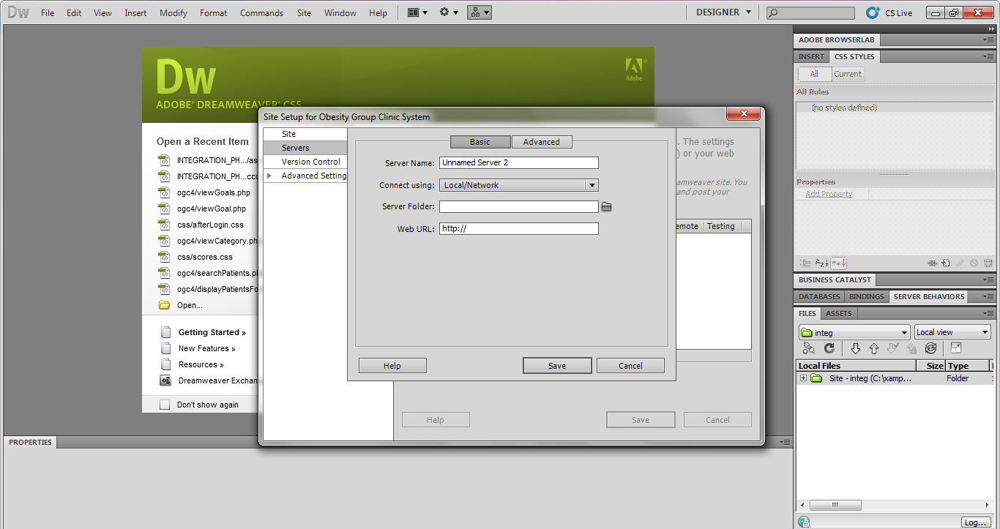 Dw File Edit View Insert Modify Format Commands Site Window Help DESIGNER CS Live
ADOBE BROWSERLAB
INSERT CSS STYLES
All Current
All Rules
(no styles defined)
Properties
Add Property
BUSINESS CATALYST
DATABASES BINDINGS SERVER BEHAVIORS
FILES ASSETS
integ Local view
Local Files Size Type
Site - integ (C:\xamp... Folder
Log...
Dw
Adobe
ADOBE® DREAMWEAVER® CS5
Open a Recent Item
INTEGRATION_PH.../as
INTEGRATION_PH...cc
ogc4/viewGoals.php
ogc4/viewGoal.php
css/afterLogin.css
ogc4/viewCategory.ph
css/scores.css
ogc4/searchPatients.p
ogc4/displayPatientsFo
Open...
Getting Started »
New Features »
Resources »
Dreamweaver Exchan
Don't show again
Site Setup for Obesity Group Clinic System
Site
Servers
Version Control
Advanced Setting
Basic Advanced
Server Name: Unnamed Server 2
Connect using: Local/Network
Server Folder:
Web URL: http://
Help Save Cancel
. The settings
) or your web
amweaver site. You
and post your
emote Testing
Help Save Cancel
PROPERTIES